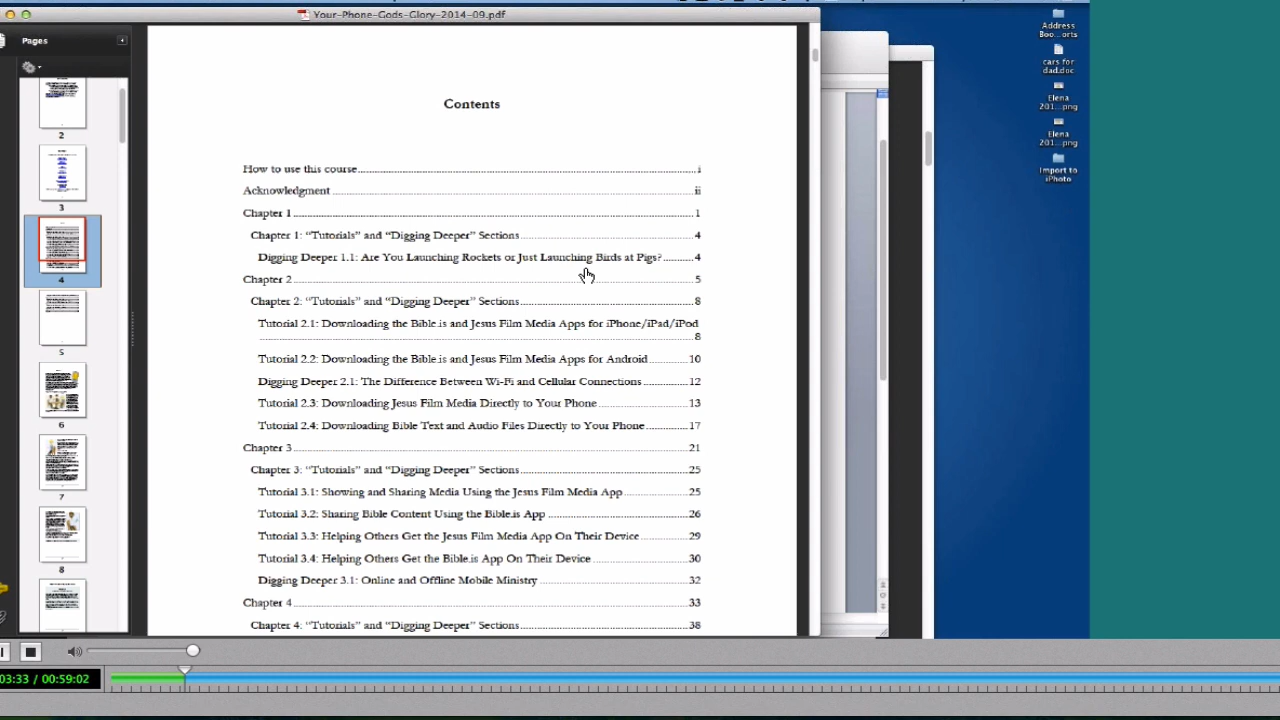 Your-Phone-Gods-Glory-2014-09.pdf
Pages
2
3
4
5
6
7
8
Contents
How to use this course i
Acknowledgment ii
Chapter 1 1
Chapter 1: “Tutorials” and “Digging Deeper” Sections 4
Digging Deeper 1.1: Are You Launching Rockets or Just Launching Birds at Pigs? 4
Chapter 2 5
Chapter 2: “Tutorials” and “Digging Deeper” Sections 8
Tutorial 2.1: Downloading the Bible.is and Jesus Film Media Apps for iPhone/iPad/iPod
8
Tutorial 2.2: Downloading the Bible.is and Jesus Film Media Apps for Android 10
Digging Deeper 2.1: The Difference Between Wi-Fi and Cellular Connections 12
Tutorial 2.3: Downloading Jesus Film Media Directly to Your Phone 13
Tutorial 2.4: Downloading Bible Text and Audio Files Directly to Your Phone 17
Chapter 3 21
Chapter 3: “Tutorials” and “Digging Deeper” Sections 25
Tutorial 3.1: Showing and Sharing Media Using the Jesus Film Media App 25
Tutorial 3.2: Sharing Bible Content Using the Bible.is App 26
Tutorial 3.3: Helping Others Get the Jesus Film Media App On Their Device 29
Tutorial 3.4: Helping Others Get the Bible.is App On Their Device 30
Digging Deeper 3.1: Online and Offline Mobile Ministry 32
Chapter 4 33
Chapter 4: “Tutorials” and “Digging Deeper” Sections 38
Address
Boo...orts
cars for
dad.doc
Elena
201...png
Elena
201...png
Import to
iPhoto
03:33 / 00:59:02